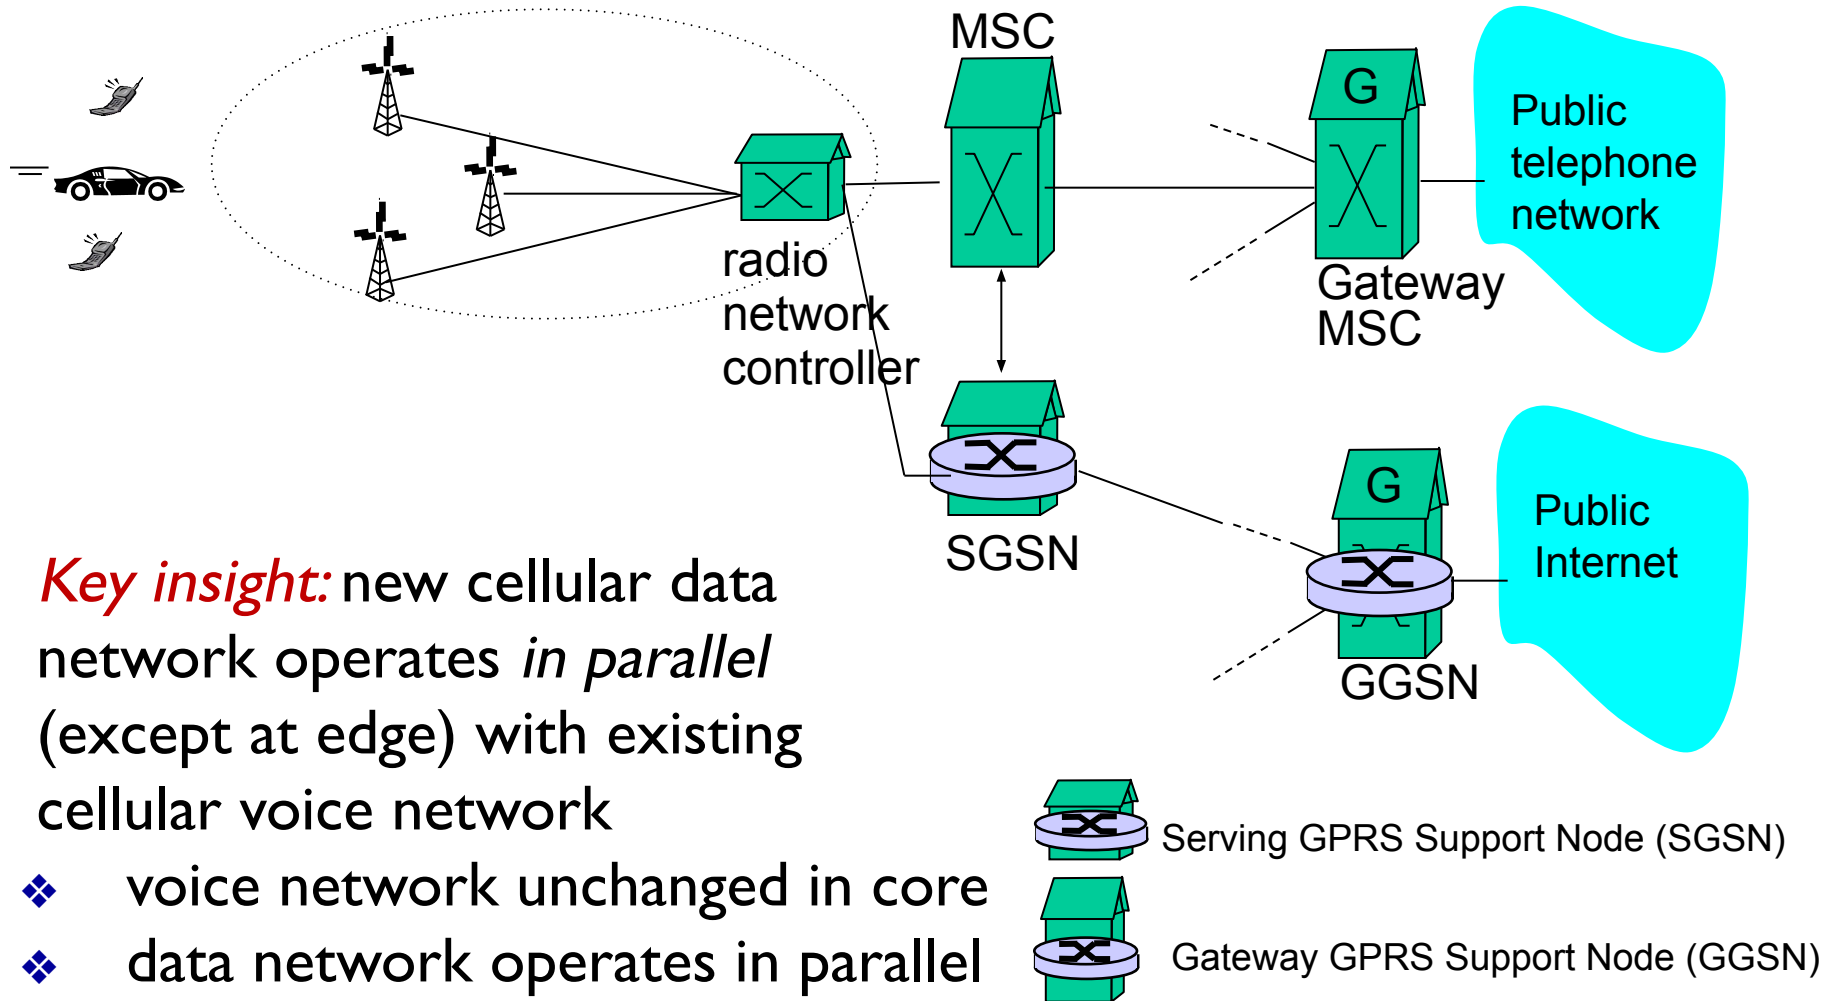 MSC
G
Public
telephone
network
radio
network
controller
Gateway
MSC
SGSN
G
Public
Internet
GGSN
Key insight: new cellular data
network operates in parallel
(except at edge) with existing
cellular voice network
❖ voice network unchanged in core
❖ data network operates in parallel
Serving GPRS Support Node (SGSN)
Gateway GPRS Support Node (GGSN)